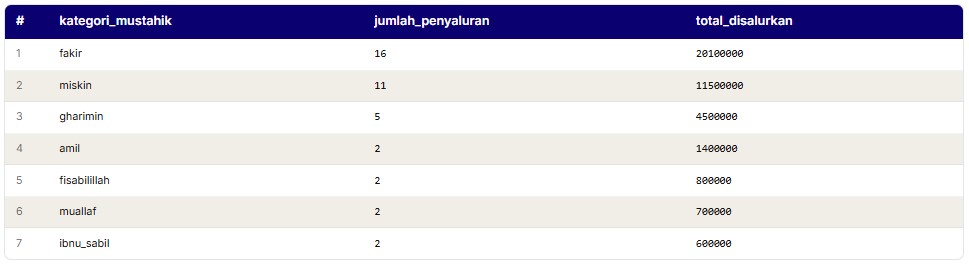 # kategori_mustahik jumlah_penyaluran total_disalurkan
1 fakir 16 20100000
2 miskin 11 11500000
3 gharimin 5 4500000
4 amil 2 1400000
5 fisabilillah 2 800000
6 muallaf 2 700000
7 ibnu_sabil 2 600000